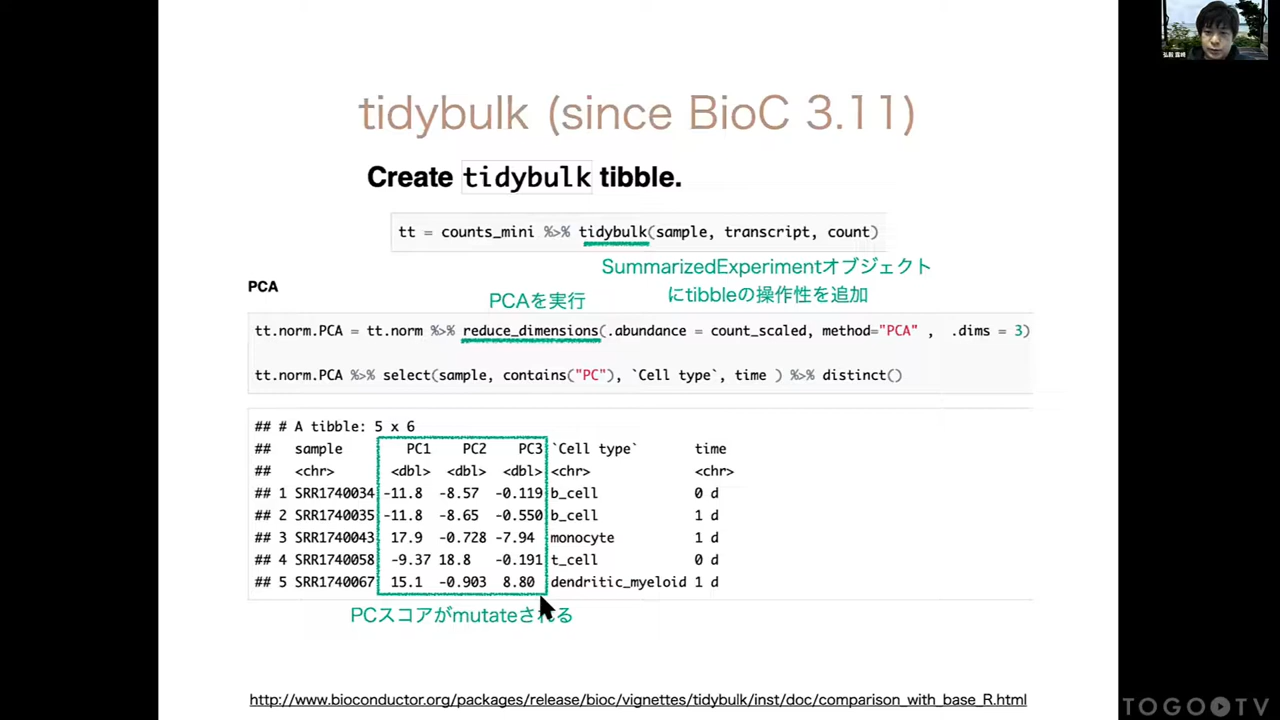 tidybulk (since BioC 3.11)
Create tidybulk tibble.
tt = counts_mini %>% tidybulk(sample, transcript, count)
SummarizedExperimentオブジェクト
にtibbleの操作性を追加
PCA
PCAを実行
tt.norm.PCA = tt.norm %>% reduce_dimensions(.abundance = count_scaled, method="PCA" , .dims = 3)
tt.norm.PCA %>% select(sample, contains("PC"), `Cell type`, time ) %>% distinct()
## # A tibble: 5 x 6
## sample PC1 PC2 PC3 `Cell type` time
## <chr> <dbl> <dbl> <dbl> <chr> <chr>
## 1 SRR1740034 -11.8 -8.57 -0.119 b_cell 0 d
## 2 SRR1740035 -11.8 -8.65 -0.550 b_cell 1 d
## 3 SRR1740043 17.9 -0.728 -7.94 monocyte 1 d
## 4 SRR1740058 -9.37 18.8 -0.191 t_cell 0 d
## 5 SRR1740067 15.1 -0.903 8.80 dendritic_myeloid 1 d
PCスコアがmutateされる
http://www.bioconductor.org/packages/release/bioc/vignettes/tidybulk/inst/doc/comparison_with_base_R.html
TOGO TV